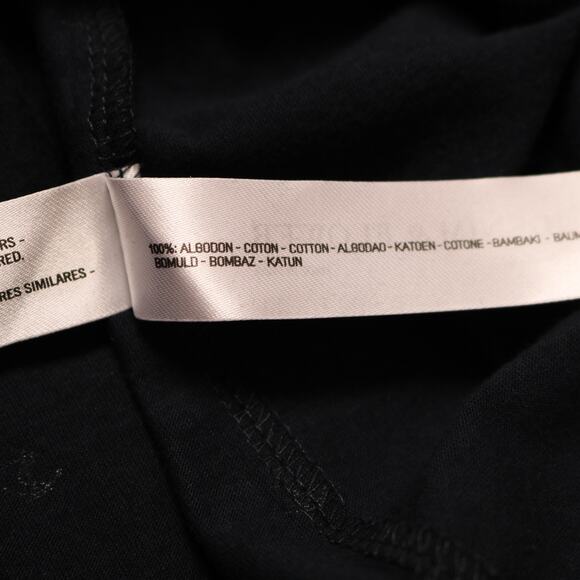 RS -
RED.
RES SIMILARES -
100%: ALGODON - COTON - COTTON - ALGODAO - KATOEN - COTONE - BAMBAKI - BAUM
BOMULD - BOMBAZ - KATUN